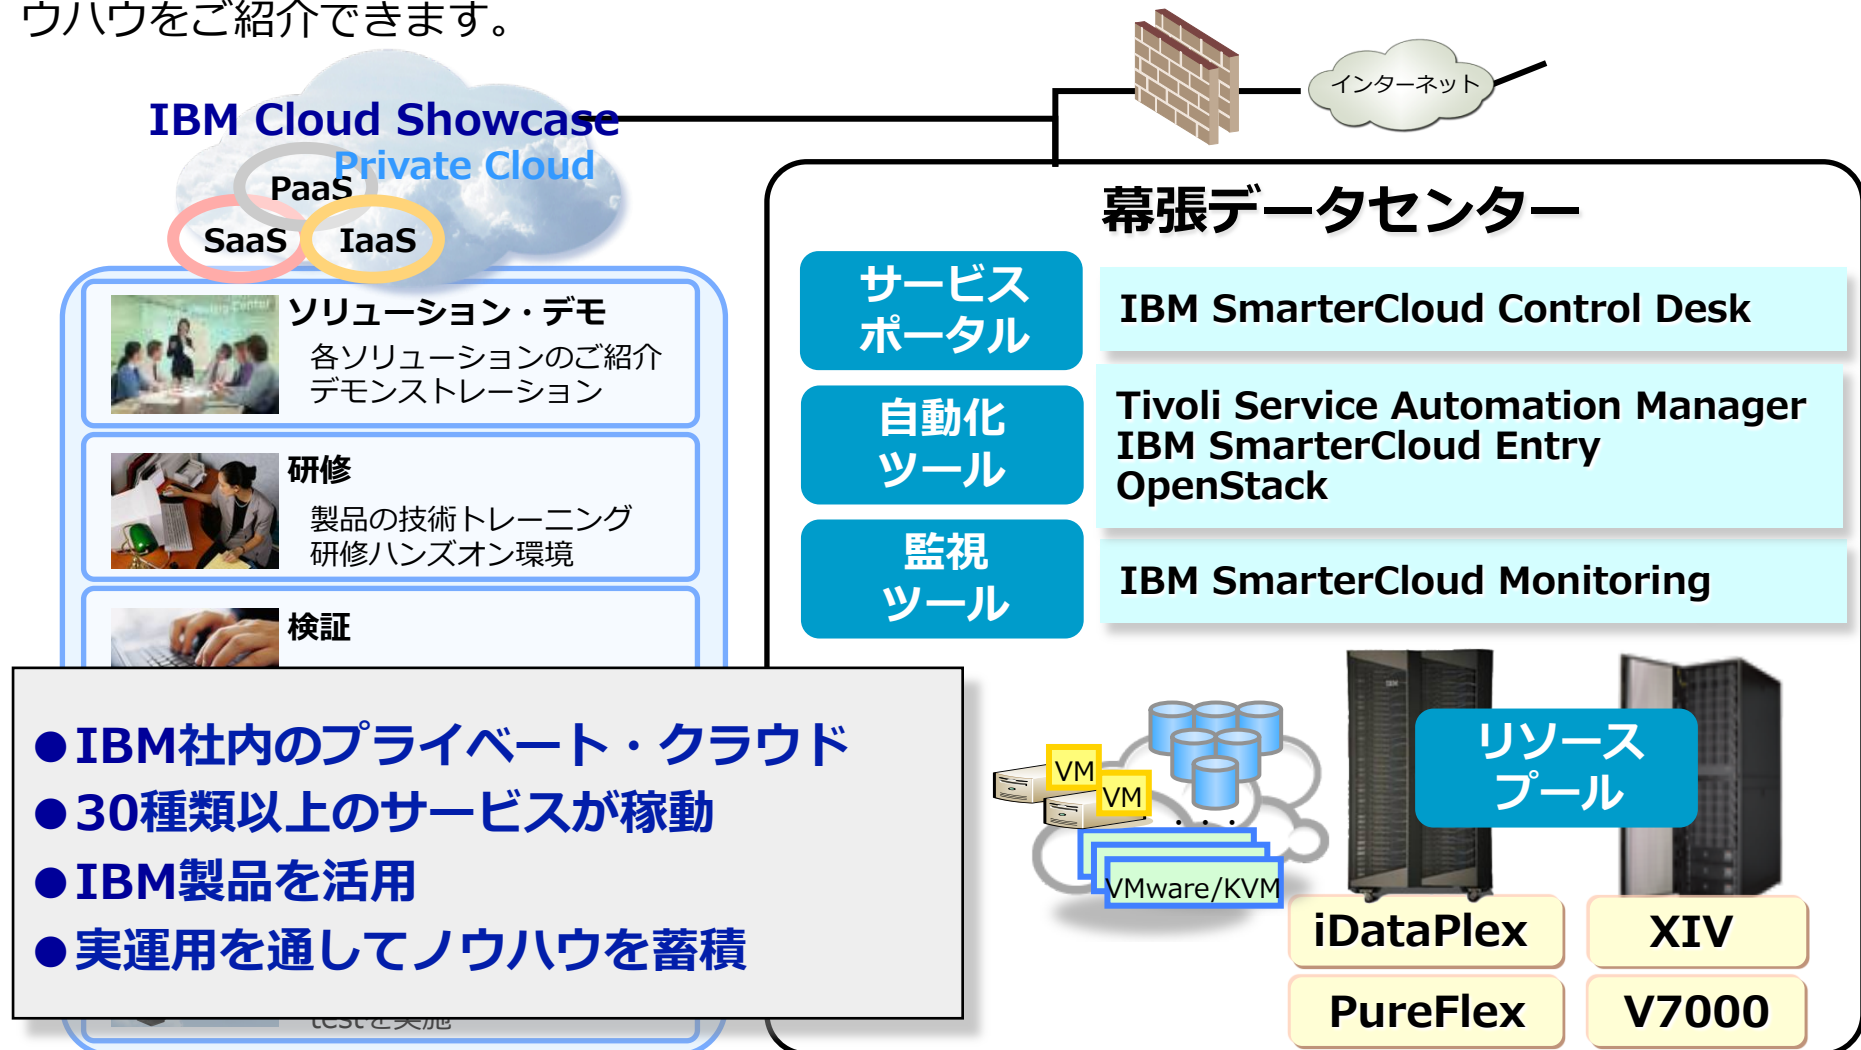 ウハウをご紹介できます。
IBM Cloud Showcase
Private Cloud
PaaS
SaaS
IaaS
インターネット
ソリューション・デモ
各ソリューションのご紹介
デモンストレーション
研修
製品の技術トレーニング
研修ハンズオン環境
検証
●IBM社内のプライベート・クラウド
●30種類以上のサービスが稼動
●IBM製品を活用
●実運用を通してノウハウを蓄積
testを実施
幕張データセンター
サービス
ポータル
IBM SmarterCloud Control Desk
自動化
ツール
Tivoli Service Automation Manager
IBM SmarterCloud Entry
OpenStack
監視
ツール
IBM SmarterCloud Monitoring
VM
VM
. . .
VMware/KVM
リソース
プール
iDataPlex
XIV
PureFlex
V7000